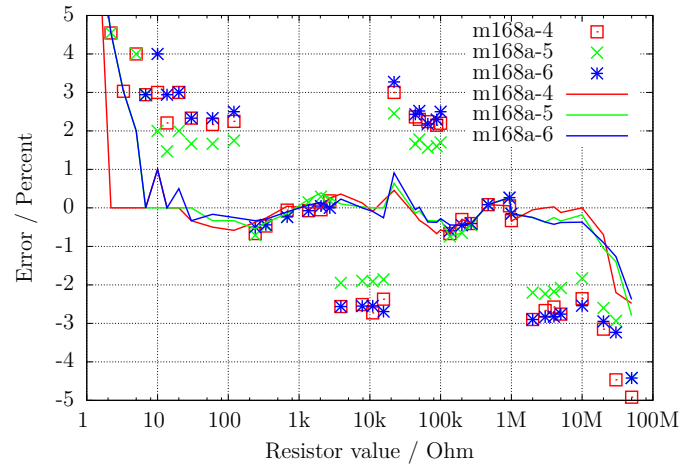 Error / Percent
5
4
3
2
1
0
-1
-2
-3
-4
-5
m168a-4
m168a-5
m168a-6
m168a-4
m168a-5
m168a-6
1 10 100 1k 10k 100k 1M 10M 100M
Resistor value / Ohm